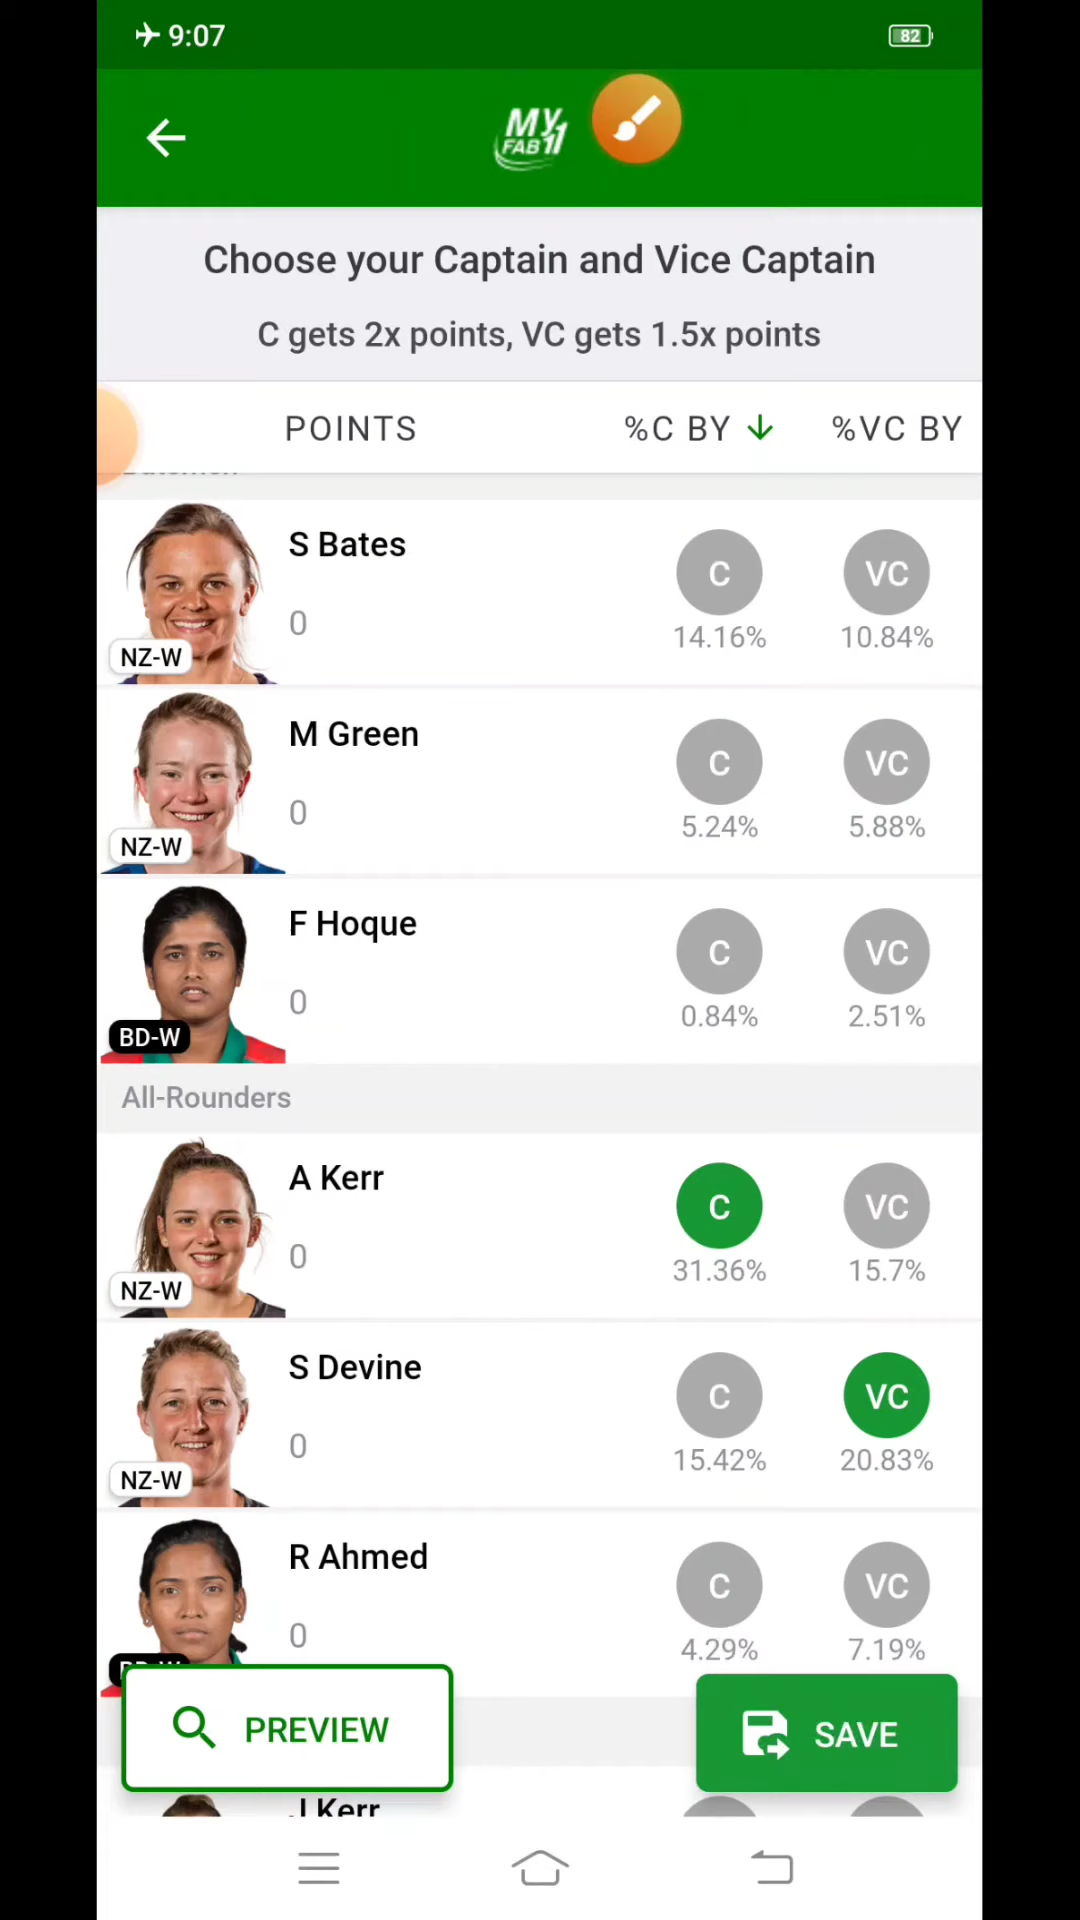 9:07
82
MY
FAB11
Choose your Captain and Vice Captain
C gets 2x points, VC gets 1.5x points
POINTS %C BY %VC BY
S Bates
C VC
0
14.16% 10.84%
NZ-W
M Green
C VC
0
5.24% 5.88%
NZ-W
F Hoque
C VC
0
0.84% 2.51%
BD-W
All-Rounders
A Kerr
C VC
0
31.36% 15.7%
NZ-W
S Devine
C VC
0
15.42% 20.83%
NZ-W
R Ahmed
C VC
0
4.29% 7.19%
PREVIEW
SAVE
J Kerr